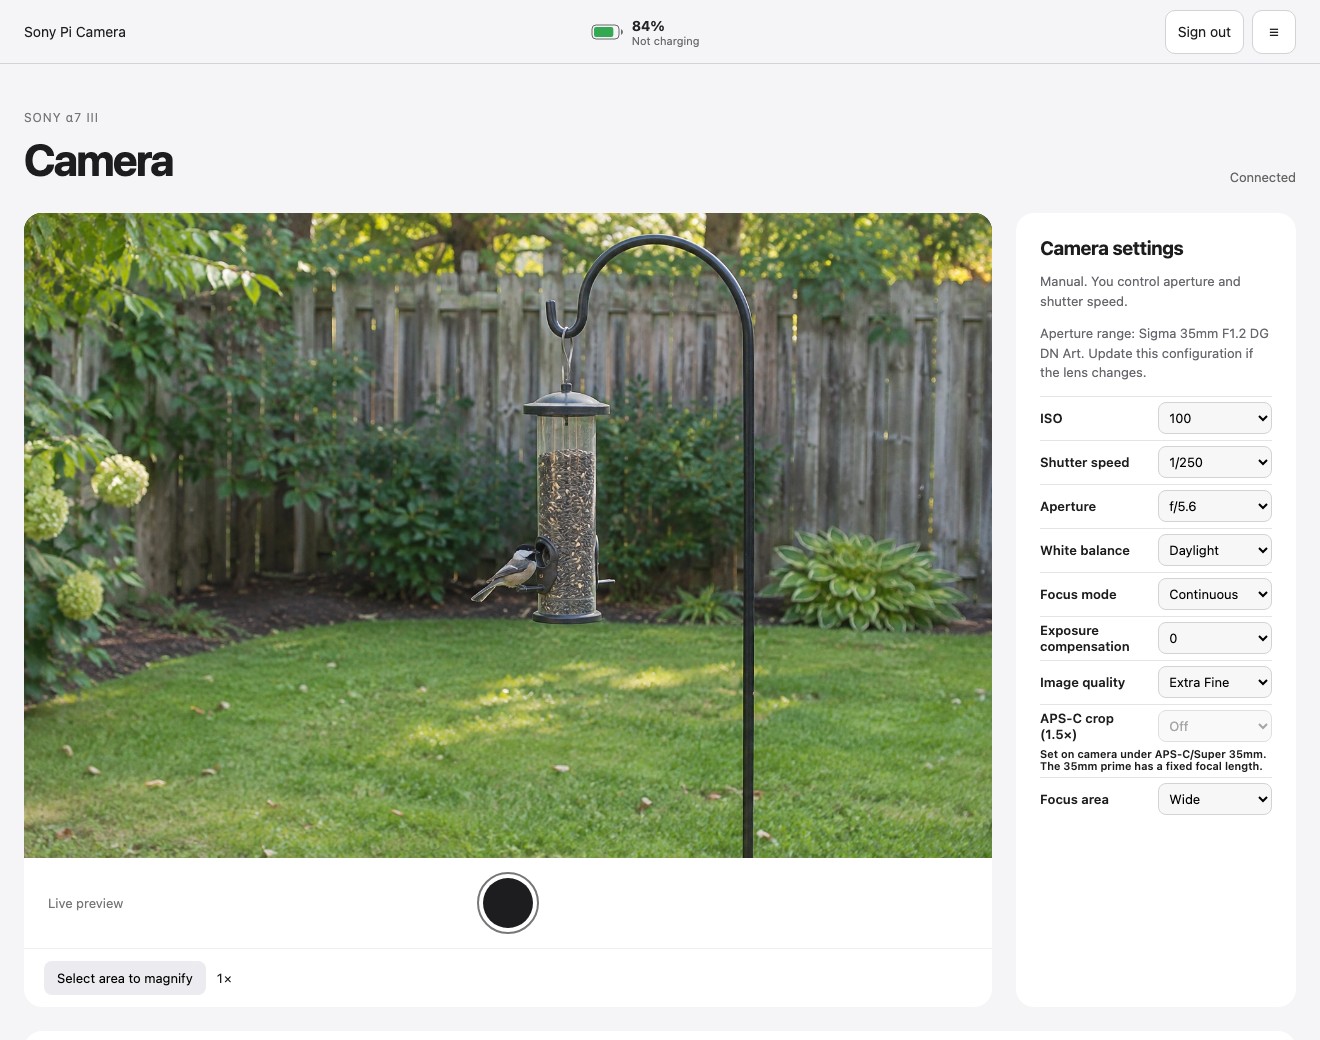 Sony Pi Camera
84%
Not charging
Sign out
≡
SONY α7 III
Camera
Connected
Camera settings
Manual. You control aperture and
shutter speed.
Aperture range: Sigma 35mm F1.2 DG
DN Art. Update this configuration if
the lens changes.
ISO
100
Shutter speed
1/250
Aperture
f/5.6
White balance
Daylight
Focus mode
Continuous
Exposure
compensation
0
Image quality
Extra Fine
APS-C crop
(1.5×)
Off
Set on camera under APS-C/Super 35mm.
The 35mm prime has a fixed focal length.
Focus area
Wide
Live preview
Select area to magnify
1×